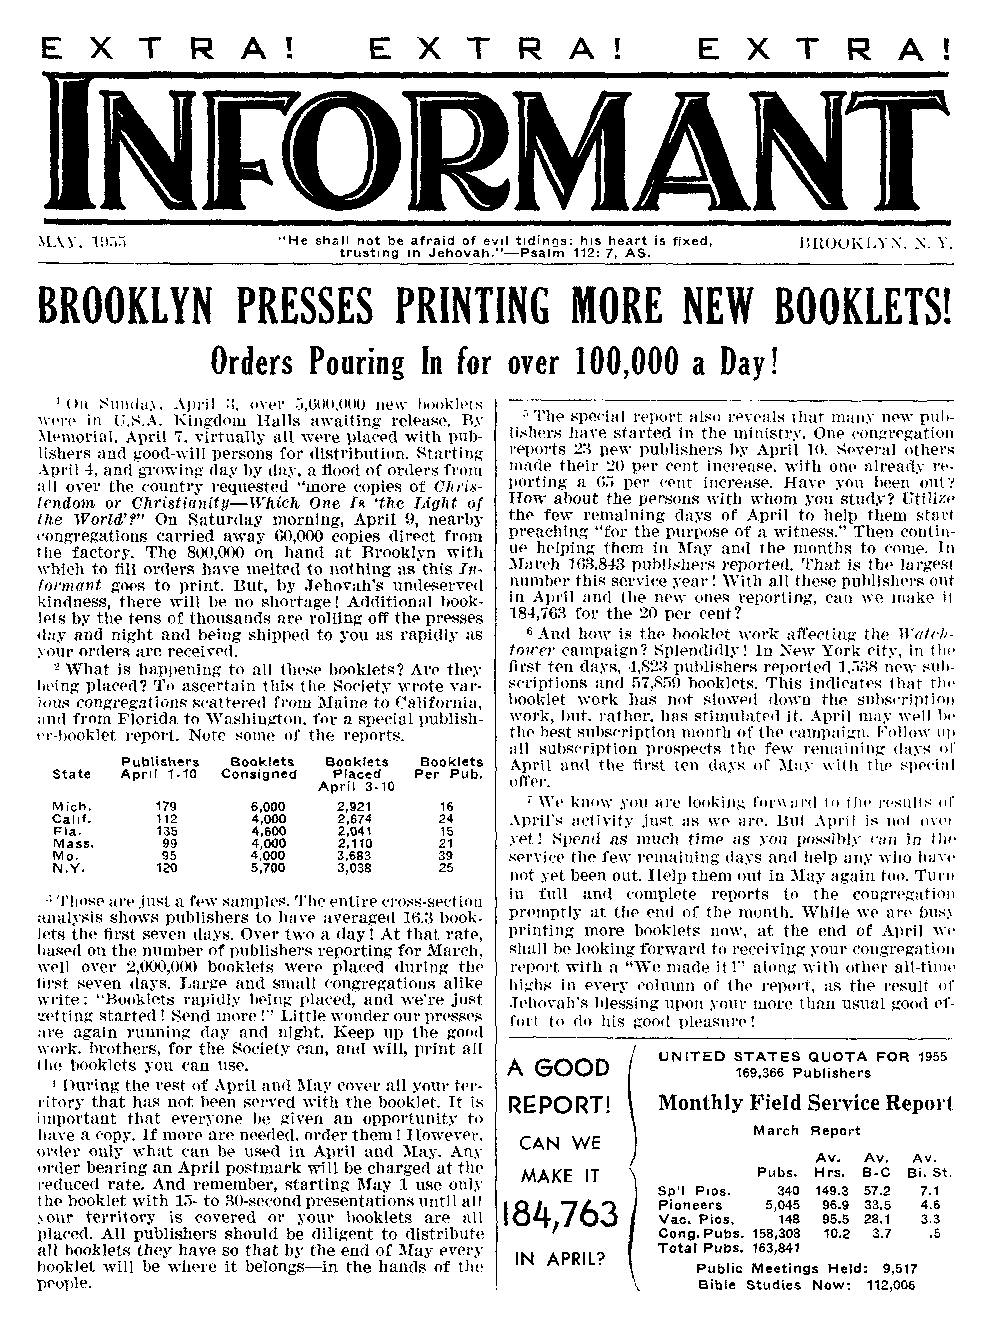 EXTRA! EXTRA! EXTRA!
INFORMANT
MAY, 1955
"He shall not be afraid of evil tidings: his heart is fixed,
trusting in Jehovah."—Psalm 112: 7, AS.
BROOKLYN, N. Y.
BROOKLYN PRESSES PRINTING MORE NEW BOOKLETS!
Orders Pouring In for over 100,000 a Day!
1 On Sunday, April 3, over 5,600,000 new booklets
were in U.S.A. Kingdom Halls awaiting release. By
Memorial, April 7, virtually all were placed with pub-
lishers and good-will persons for distribution. Starting
April 4, and growing day by day, a flood of orders from
all over the country requested "more copies of Chris-
tendom or Christianity—Which One Is 'the Light of
the World'?" On Saturday morning, April 9, nearby
congregations carried away 60,000 copies direct from
the factory. The 800,000 on hand at Brooklyn with
which to fill orders have melted to nothing as this In-
formant goes to print. But, by Jehovah's undeserved
kindness, there will be no shortage! Additional book-
lets by the tens of thousands are rolling off the presses
day and night and being shipped to you as rapidly as
your orders are received.
2 What is happening to all these booklets? Are they
being placed? To ascertain this the Society wrote var-
ious congregations scattered from Maine to California,
and from Florida to Washington, for a special publish-
er-booklet report. Note some of the reports.
State Publishers April 1-10 Booklets Consigned Booklets Placed April 3-10 Booklets Per Pub.
Mich. 179 6,000 2,921 16
Calif. 112 4,000 2,674 24
Fla. 135 4,600 2,041 15
Mass. 99 4,000 2,110 21
Mo. 95 4,000 3,683 39
N.Y. 120 5,700 3,038 25
3 Those are just a few samples. The entire cross-section
analysis shows publishers to have averaged 16.3 book-
lets the first seven days. Over two a day! At that rate,
based on the number of publishers reporting for March,
well over 2,000,000 booklets were placed during the
first seven days. Large and small congregations alike
write: "Booklets rapidly being placed, and we're just
getting started! Send more!" Little wonder our presses
are again running day and night. Keep up the good
work, brothers, for the Society can, and will, print all
the booklets you can use.
4 During the rest of April and May cover all your ter-
ritory that has not been served with the booklet. It is
important that everyone be given an opportunity to
have a copy. If more are needed, order them! However,
order only what can be used in April and May. Any
order bearing an April postmark will be charged at the
reduced rate. And remember, starting May 1 use only
the booklet with 15- to 30-second presentations until all
your territory is covered or your booklets are all
placed. All publishers should be diligent to distribute
all booklets they have so that by the end of May every
booklet will be where it belongs—in the hands of the
people.
5 The special report also reveals that many new pub-
lishers have started in the ministry. One congregation
reports 23 new publishers by April 10. Several others
made their 20 per cent increase, with one already re-
porting a 65 per cent increase. Have you been out?
How about the persons with whom you study? Utilize
the few remaining days of April to help them start
preaching "for the purpose of a witness." Then contin-
ue helping them in May and the months to come. In
March 163,843 publishers reported. That is the largest
number this service year! With all these publishers out
in April and the new ones reporting, can we make it
184,763 for the 20 per cent?
6 And how is the booklet work affecting the Watch-
tower campaign? Splendidly! In New York city, in the
first ten days, 4,823 publishers reported 1,538 new sub-
scriptions and 57,859 booklets. This indicates that the
booklet work has not slowed down the subscription
work, but, rather, has stimulated it. April may well be
the best subscription month of the campaign. Follow up
all subscription prospects the few remaining days of
April and the first ten days of May with the special
offer.
7 We know you are looking forward to the results of
April's activity just as we are. But April is not over
yet! Spend as much time as you possibly can in the
service the few remaining days and help any who have
not yet been out. Help them out in May again too. Turn
in full and complete reports to the congregation
promptly at the end of the month. While we are busy
printing more booklets now, at the end of April we
shall be looking forward to receiving your congregation
report with a "We made it!" along with other all-time
highs in every column of the report, as the result of
Jehovah's blessing upon your more than usual good ef-
fort to do his good pleasure!
A GOOD
REPORT!
CAN WE
MAKE IT
184,763
IN APRIL?
UNITED STATES QUOTA FOR 1955
169,366 Publishers
Monthly Field Service Report
March Report
Pubs. Av. Hrs. Av. B-C Av. Bi. St.
Sp'l Pios. 340 149.3 57.2 7.1
Pioneers 5,045 96.9 33.5 4.6
Vac. Pios. 148 95.5 28.1 3.3
Cong. Pubs. 158,308 10.2 3.7 .5
Total Pubs. 163,841
Public Meetings Held: 9,517
Bible Studies Now: 112,006